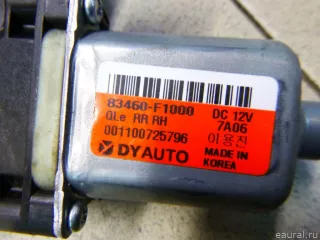 83460-F1000 DC 12V
QLe RR RH 7A06
001100725796 이용진
DYAUTO MADE IN KOREA
eaural.ru